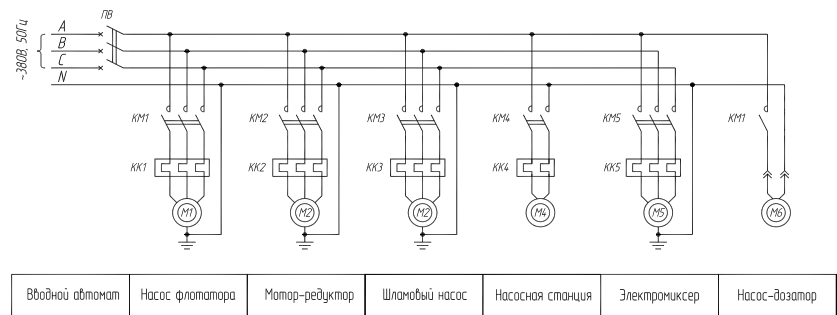 ~380В, 50Гц
А
В
С
N
ПВ
КМ1
КМ2
КМ3
КМ4
КМ5
КМ1
КК1
КК2
КК3
КК4
КК5
М1
М2
М2
М4
М5
М6
Вводной автомат
Насос флотатора
Мотор-редуктор
Шламовый насос
Насосная станция
Электромиксер
Насос-дозатор